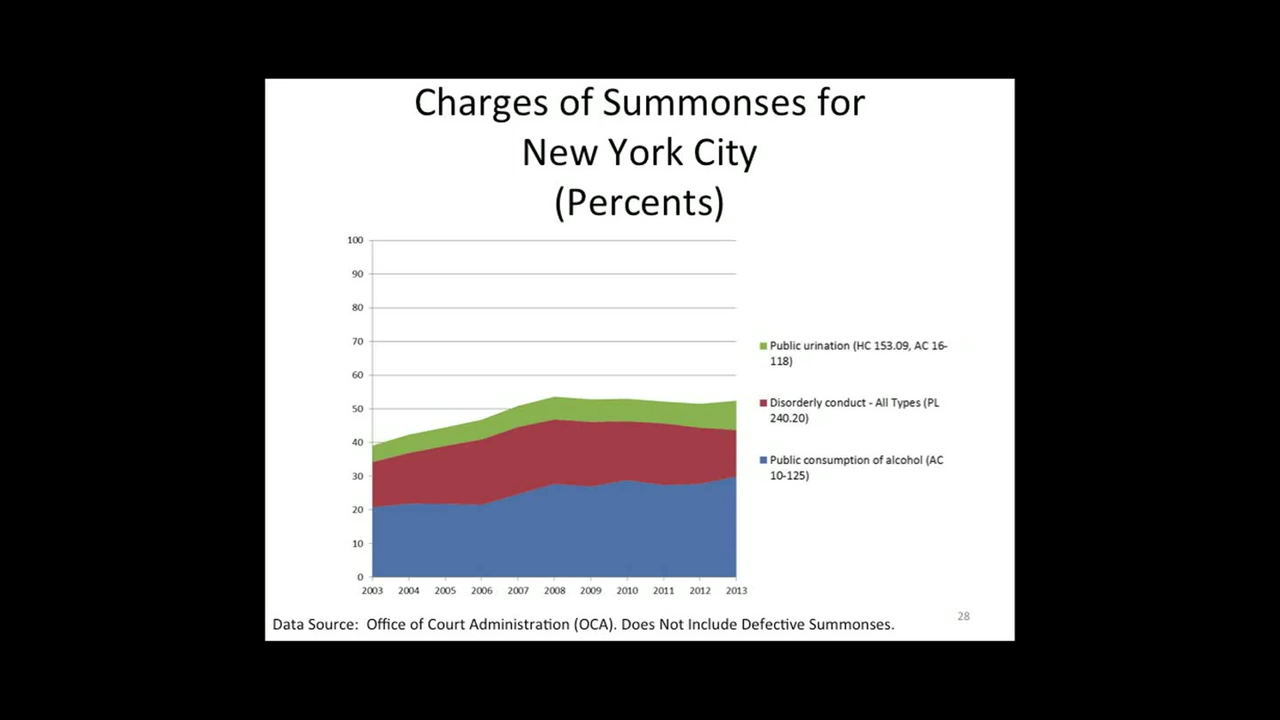 Charges of Summonses for
New York City
(Percents)
100
90
80
70
60
50
40
30
20
10
0
2003 2004 2005 2006 2007 2008 2009 2010 2011 2012 2013
Public urination (HC 153.09, AC 16-
118)
Disorderly conduct - All Types (PL
240.20)
Public consumption of alcohol (AC
10-125)
28
Data Source: Office of Court Administration (OCA). Does Not Include Defective Summonses.